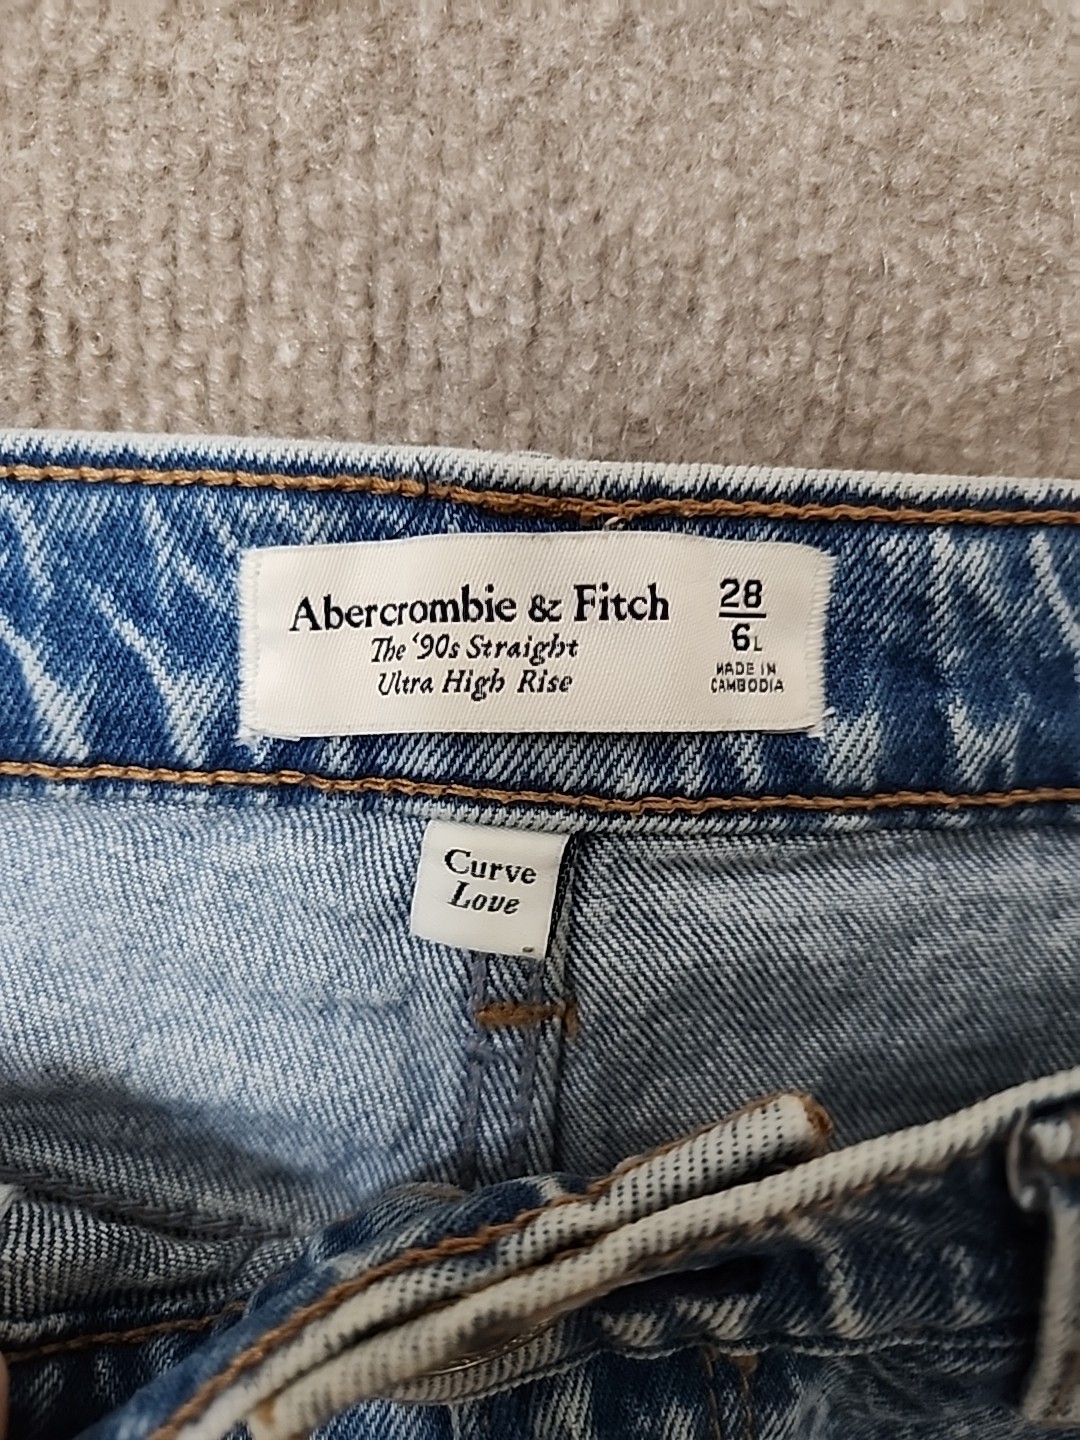 Abercrombie & Fitch
The ‘90s Straight
Ultra High Rise
28
6L
MADE IN
CAMBODIA
Curve
Love